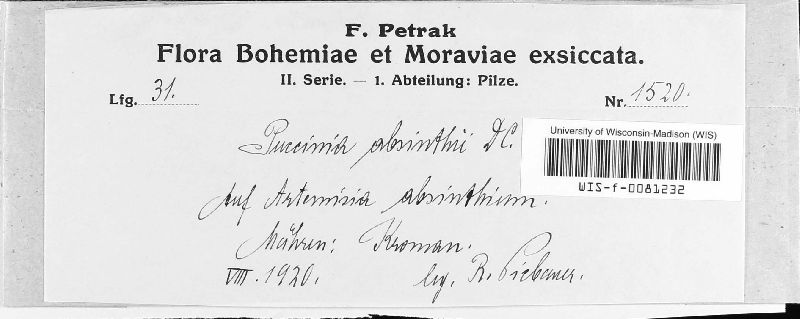 F. Petrak
Flora Bohemiae et Moraviae exsiccata.
II. Serie. — 1. Abteilung: Pilze.
Lfg. 31. Nr. 1520.
Puccinia absinthii DC.
University of Wisconsin-Madison (WIS)
WIS-f-0081232
Auf Artemisia absinthium.
Mähren: Kroman.
VIII. 1920. leg. R. Picbauer.